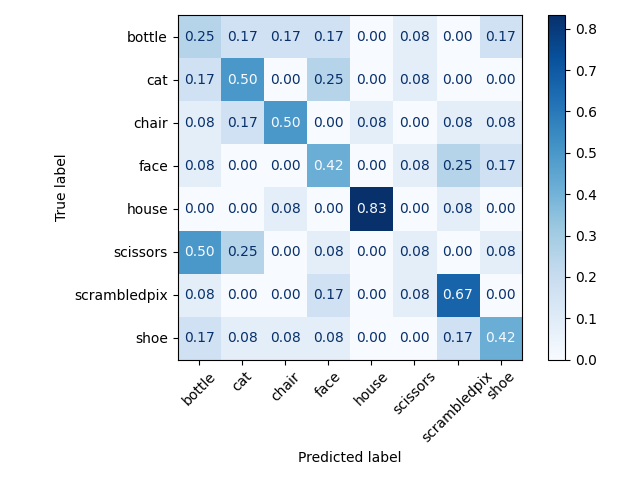 bottle 0.25 0.17 0.17 0.17 0.00 0.08 0.00 0.17
cat 0.17 0.50 0.00 0.25 0.00 0.08 0.00 0.00
chair 0.08 0.17 0.50 0.00 0.08 0.00 0.08 0.08
face 0.08 0.00 0.00 0.42 0.00 0.08 0.25 0.17
house 0.00 0.00 0.08 0.00 0.83 0.00 0.08 0.00
scissors 0.50 0.25 0.00 0.08 0.00 0.08 0.00 0.08
scrambledpix 0.08 0.00 0.00 0.17 0.00 0.08 0.67 0.00
shoe 0.17 0.08 0.08 0.08 0.00 0.00 0.17 0.42
bottle cat chair face house scissors scrambledpix shoe
Predicted label
True label
0.8
0.7
0.6
0.5
0.4
0.3
0.2
0.1
0.0